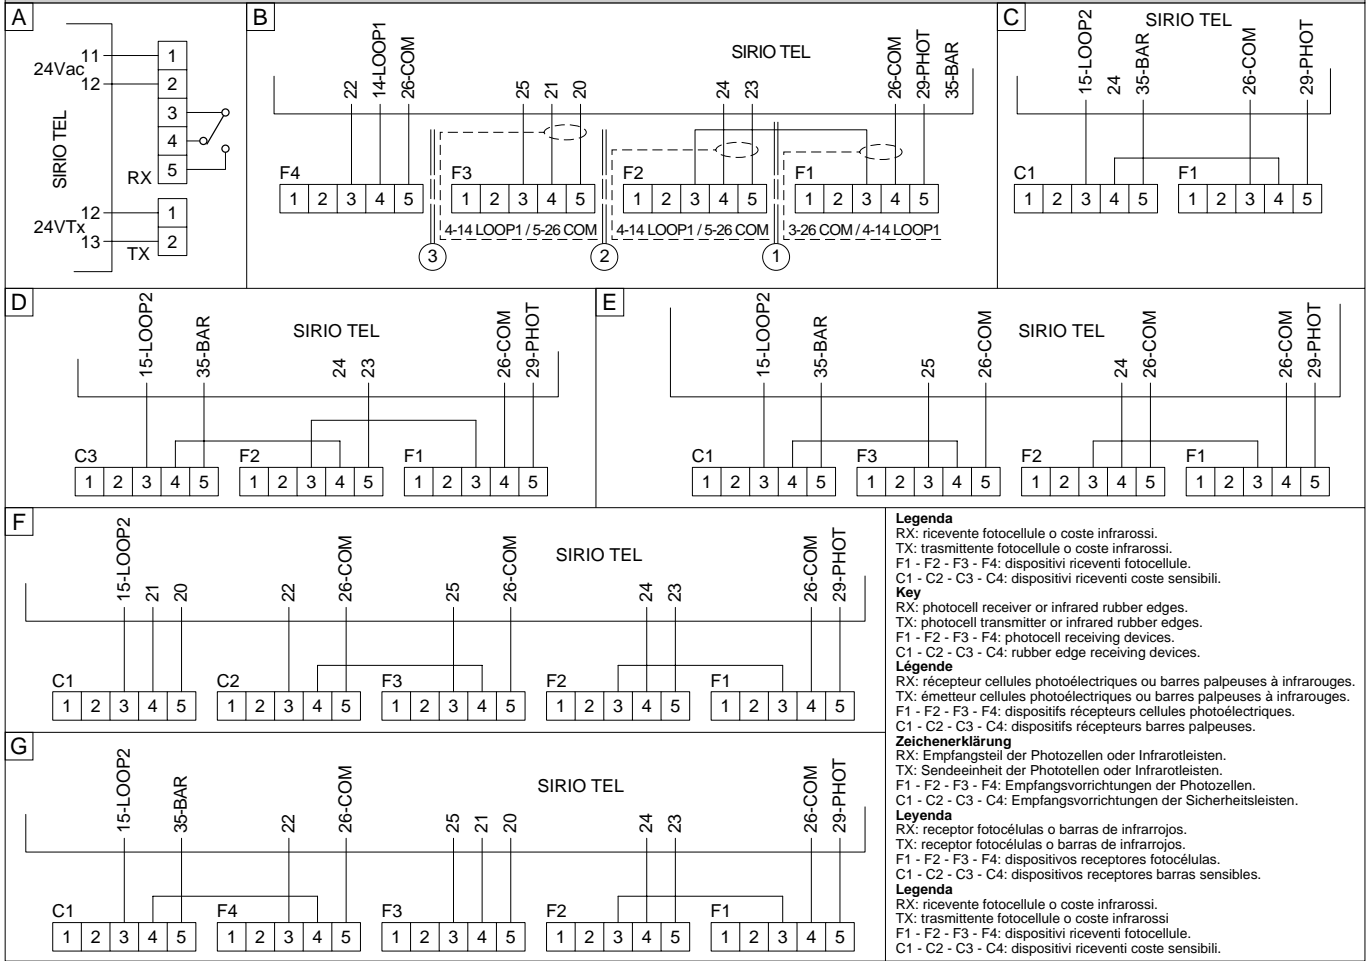 A
11
24Vac
12
SIRIO TEL
1
2
3
4
5
RX
12
24VTx
13
1
2
TX
B
SIRIO TEL
22
14-LOOP1
26-COM
25
21
20
24
23
26-COM
29-PHOT
35-BAR
F4
1 2 3 4 5
F3
1 2 3 4 5
F2
1 2 3 4 5
F1
1 2 3 4 5
4-14 LOOP1 / 5-26 COM
4-14 LOOP1 / 5-26 COM
3-26 COM / 4-14 LOOP1
3
2
1
C
SIRIO TEL
15-LOOP2
24
35-BAR
26-COM
29-PHOT
C1
1 2 3 4 5
F1
1 2 3 4 5
D
SIRIO TEL
15-LOOP2
35-BAR
24
23
26-COM
29-PHOT
C3
1 2 3 4 5
F2
1 2 3 4 5
F1
1 2 3 4 5
E
SIRIO TEL
15-LOOP2
35-BAR
25
26-COM
24
26-COM
26-COM
29-PHOT
C1
1 2 3 4 5
F3
1 2 3 4 5
F2
1 2 3 4 5
F1
1 2 3 4 5
F
SIRIO TEL
15-LOOP2
21
20
22
26-COM
25
26-COM
24
23
26-COM
29-PHOT
C1
1 2 3 4 5
C2
1 2 3 4 5
F3
1 2 3 4 5
F2
1 2 3 4 5
F1
1 2 3 4 5
G
SIRIO TEL
15-LOOP2
35-BAR
22
26-COM
25
21
20
24
23
26-COM
29-PHOT
C1
1 2 3 4 5
F4
1 2 3 4 5
F3
1 2 3 4 5
F2
1 2 3 4 5
F1
1 2 3 4 5
Legenda
RX: ricevente fotocellule o coste infrarossi.
TX: trasmittente fotocellule o coste infrarossi.
F1 - F2 - F3 - F4: dispositivi riceventi fotocellule.
C1 - C2 - C3 - C4: dispositivi riceventi coste sensibili.
Key
RX: photocell receiver or infrared rubber edges.
TX: photocell transmitter or infrared rubber edges.
F1 - F2 - F3 - F4: photocell receiving devices.
C1 - C2 - C3 - C4: rubber edge receiving devices.
Légende
RX: récepteur cellules photoélectriques ou barres palpeuses à infrarouges.
TX: émetteur cellules photoélectriques ou barres palpeuses à infrarouges.
F1 - F2 - F3 - F4: dispositifs récepteurs cellules photoélectriques.
C1 - C2 - C3 - C4: dispositifs récepteurs barres palpeuses.
Zeichenerklärung
RX: Empfangsteil der Photozellen oder Infrarotleisten.
TX: Sendeeinheit der Phototellen oder Infrarotleisten.
F1 - F2 - F3 - F4: Empfangsvorrichtungen der Photozellen.
C1 - C2 - C3 - C4: Empfangsvorrichtungen der Sicherheitsleisten.
Leyenda
RX: receptor fotocélulas o barras de infrarrojos.
TX: receptor fotocélulas o barras de infrarrojos.
F1 - F2 - F3 - F4: dispositivos receptores fotocélulas.
C1 - C2 - C3 - C4: dispositivos receptores barras sensibles.
Legenda
RX: ricevente fotocellule o coste infrarossi.
TX: trasmittente fotocellule o coste infrarossi
F1 - F2 - F3 - F4: dispositivi riceventi fotocellule.
C1 - C2 - C3 - C4: dispositivi riceventi coste sensibili.